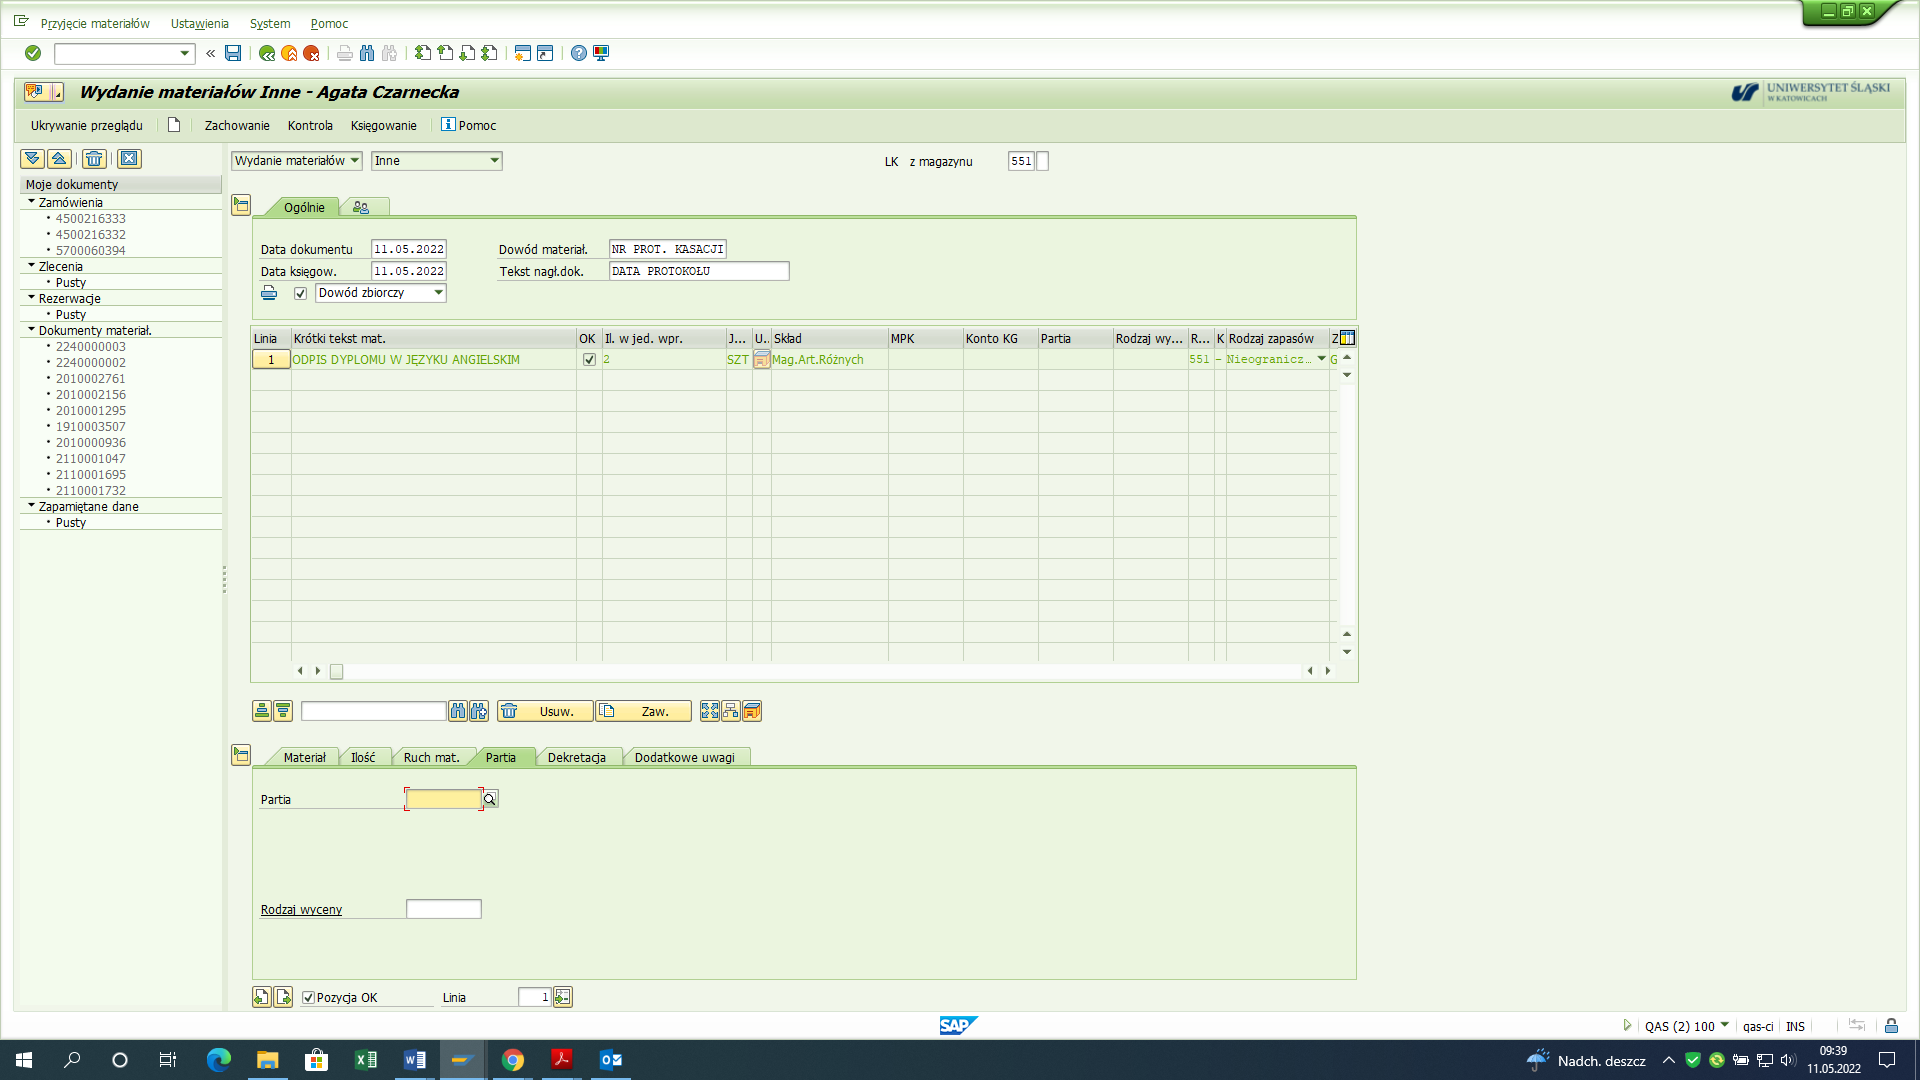 Przyjęcie materiałów Ustawienia System Pomoc
Wydanie materiałów Inne - Agata Czarnecka
UNIWERSYTET ŚLĄSKI
W KATOWICACH
Ukrywanie przeglądu Zachowanie Kontrola Księgowanie Pomoc
Wydanie materiałów Inne LK z magazynu 551
Moje dokumenty
Zamówienia
4500216333
4500216332
5700060394
Zlecenia
Pusty
Rezerwacje
Pusty
Dokumenty materiał.
2240000003
2240000002
2010002761
2010002156
2010001295
1910003507
2010000936
2110001047
2110001695
2110001732
Zapamiętane dane
Pusty
Ogólnie
Data dokumentu 11.05.2022 Dowód materiał. NR PROT. KASACJI
Data księgow. 11.05.2022 Tekst nagł.dok. DATA PROTOKOŁU
Dowód zbiorczy
Linia Krótki tekst mat. OK Il. w jed. wpr. J... U.. Skład MPK Konto KG Partia Rodzaj wy... R... K Rodzaj zapasów Z
1 ODPIS DYPLOMU W JĘZYKU ANGIELSKIM 2 SZT Mag.Art.Różnych 551 - Nieogranicz… G
Usuw. Zaw.
Materiał Ilość Ruch mat. Partia Dekretacja Dodatkowe uwagi
Partia
Rodzaj wyceny
Pozycja OK Linia 1
SAP
QAS (2) 100 qas-ci INS
Nadch. deszcz
09:39
11.05.2022